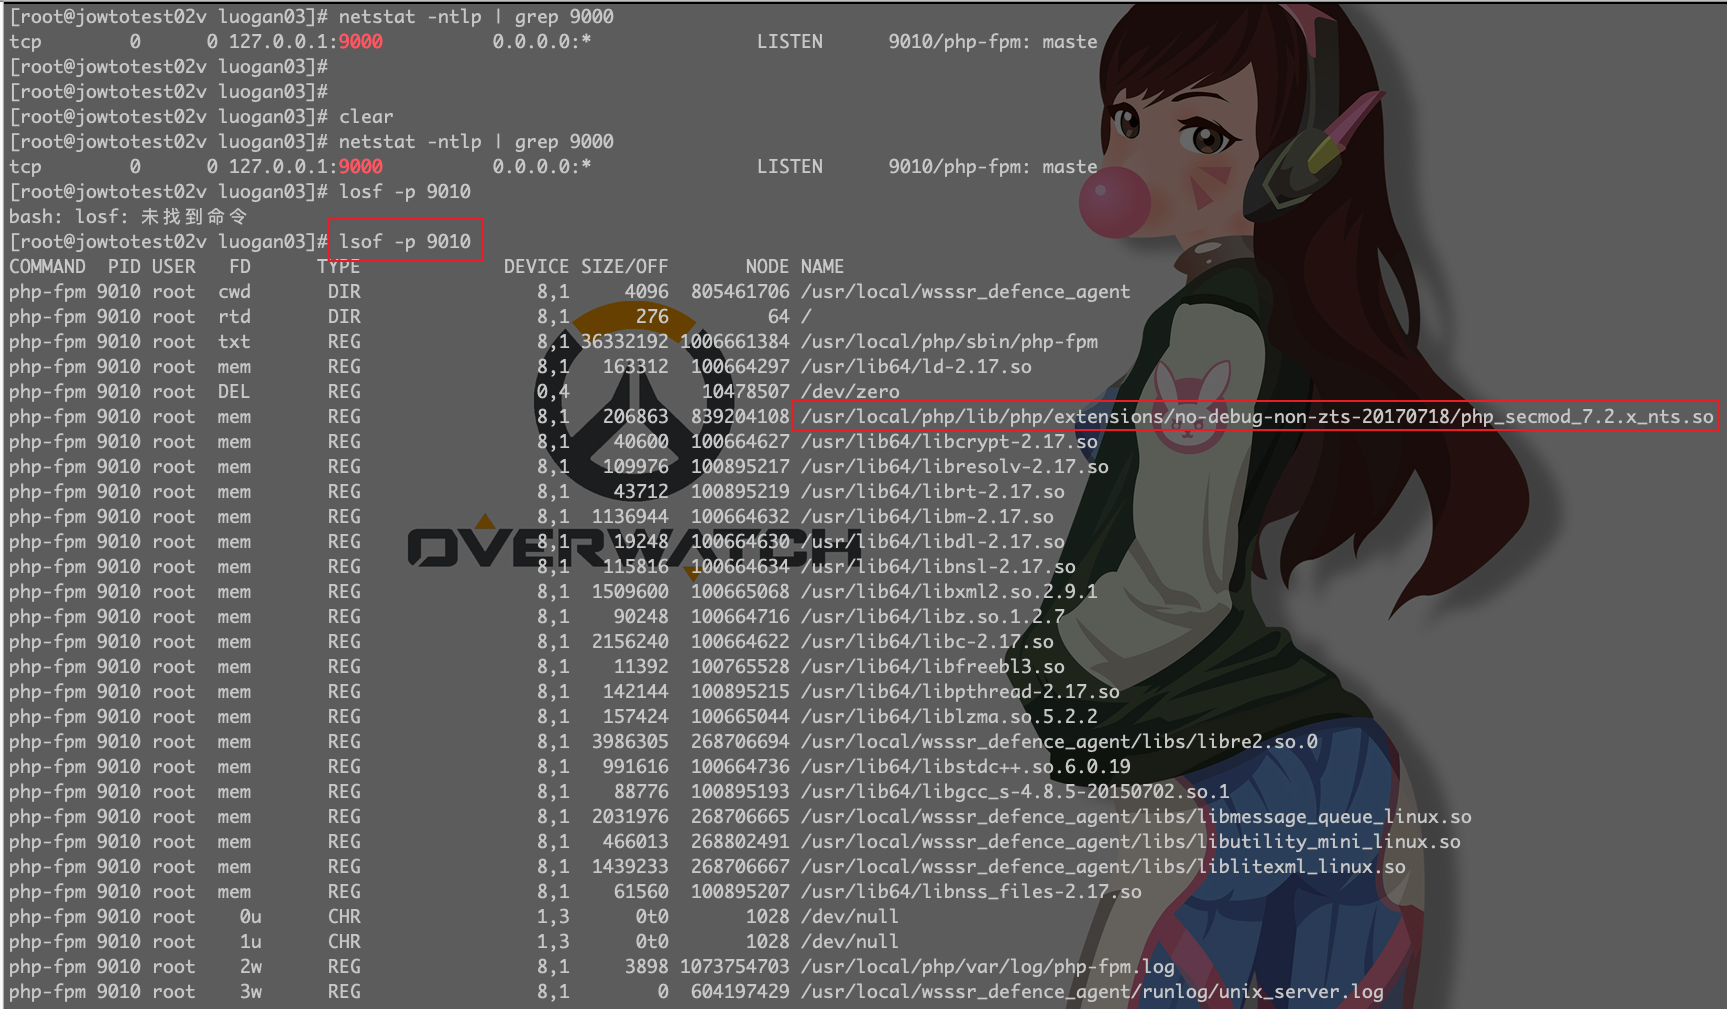 [root@jowtotest02v luogan03]# netstat -ntlp | grep 9000
tcp        0      0 127.0.0.1:9000          0.0.0.0:*               LISTEN      9010/php-fpm: maste
[root@jowtotest02v luogan03]#
[root@jowtotest02v luogan03]#
[root@jowtotest02v luogan03]# clear
[root@jowtotest02v luogan03]# netstat -ntlp | grep 9000
tcp        0      0 127.0.0.1:9000          0.0.0.0:*               LISTEN      9010/php-fpm: maste
[root@jowtotest02v luogan03]# losf -p 9010
bash: losf: 未找到命令
[root@jowtotest02v luogan03]# lsof -p 9010
COMMAND  PID USER   FD      TYPE             DEVICE SIZE/OFF       NODE NAME
php-fpm 9010 root  cwd       DIR                8,1     4096  805461706 /usr/local/wsssr_defence_agent
php-fpm 9010 root  rtd       DIR                8,1      276         64 /
php-fpm 9010 root  txt       REG                8,1 36332192 1006661384 /usr/local/php/sbin/php-fpm
php-fpm 9010 root  mem       REG                8,1   163312  100664297 /usr/lib64/ld-2.17.so
php-fpm 9010 root  DEL       REG                0,4            10478507 /dev/zero
php-fpm 9010 root  mem       REG                8,1   206863  839204108 /usr/local/php/lib/php/extensions/no-debug-non-zts-20170718/php_secmod_7.2.x_nts.so
php-fpm 9010 root  mem       REG                8,1    40600  100664627 /usr/lib64/libcrypt-2.17.so
php-fpm 9010 root  mem       REG                8,1   109976  100895217 /usr/lib64/libresolv-2.17.so
php-fpm 9010 root  mem       REG                8,1    43712  100895219 /usr/lib64/librt-2.17.so
php-fpm 9010 root  mem       REG                8,1  1136944  100664632 /usr/lib64/libm-2.17.so
php-fpm 9010 root  mem       REG                8,1    19248  100664630 /usr/lib64/libdl-2.17.so
OVERWATCH
php-fpm 9010 root  mem       REG                8,1   115816  100664634 /usr/lib64/libnsl-2.17.so
php-fpm 9010 root  mem       REG                8,1  1509600  100665068 /usr/lib64/libxml2.so.2.9.1
php-fpm 9010 root  mem       REG                8,1    90248  100664716 /usr/lib64/libz.so.1.2.7
php-fpm 9010 root  mem       REG                8,1  2156240  100664622 /usr/lib64/libc-2.17.so
php-fpm 9010 root  mem       REG                8,1    11392  100765528 /usr/lib64/libfreebl3.so
php-fpm 9010 root  mem       REG                8,1   142144  100895215 /usr/lib64/libpthread-2.17.so
php-fpm 9010 root  mem       REG                8,1   157424  100665044 /usr/lib64/liblzma.so.5.2.2
php-fpm 9010 root  mem       REG                8,1  3986305  268706694 /usr/local/wsssr_defence_agent/libs/libre2.so.0
php-fpm 9010 root  mem       REG                8,1   991616  100664736 /usr/lib64/libstdc++.so.6.0.19
php-fpm 9010 root  mem       REG                8,1    88776  100895193 /usr/lib64/libgcc_s-4.8.5-20150702.so.1
php-fpm 9010 root  mem       REG                8,1  2031976  268706665 /usr/local/wsssr_defence_agent/libs/libmessage_queue_linux.so
php-fpm 9010 root  mem       REG                8,1   466013  268802491 /usr/local/wsssr_defence_agent/libs/libutility_mini_linux.so
php-fpm 9010 root  mem       REG                8,1  1439233  268706667 /usr/local/wsssr_defence_agent/libs/liblitexml_linux.so
php-fpm 9010 root  mem       REG                8,1    61560  100895207 /usr/lib64/libnss_files-2.17.so
php-fpm 9010 root    0u      CHR                1,3      0t0       1028 /dev/null
php-fpm 9010 root    1u      CHR                1,3      0t0       1028 /dev/null
php-fpm 9010 root    2w      REG                8,1     3898 1073754703 /usr/local/php/var/log/php-fpm.log
php-fpm 9010 root    3w      REG                8,1        0  604197429 /usr/local/wsssr_defence_agent/runlog/unix_server.log